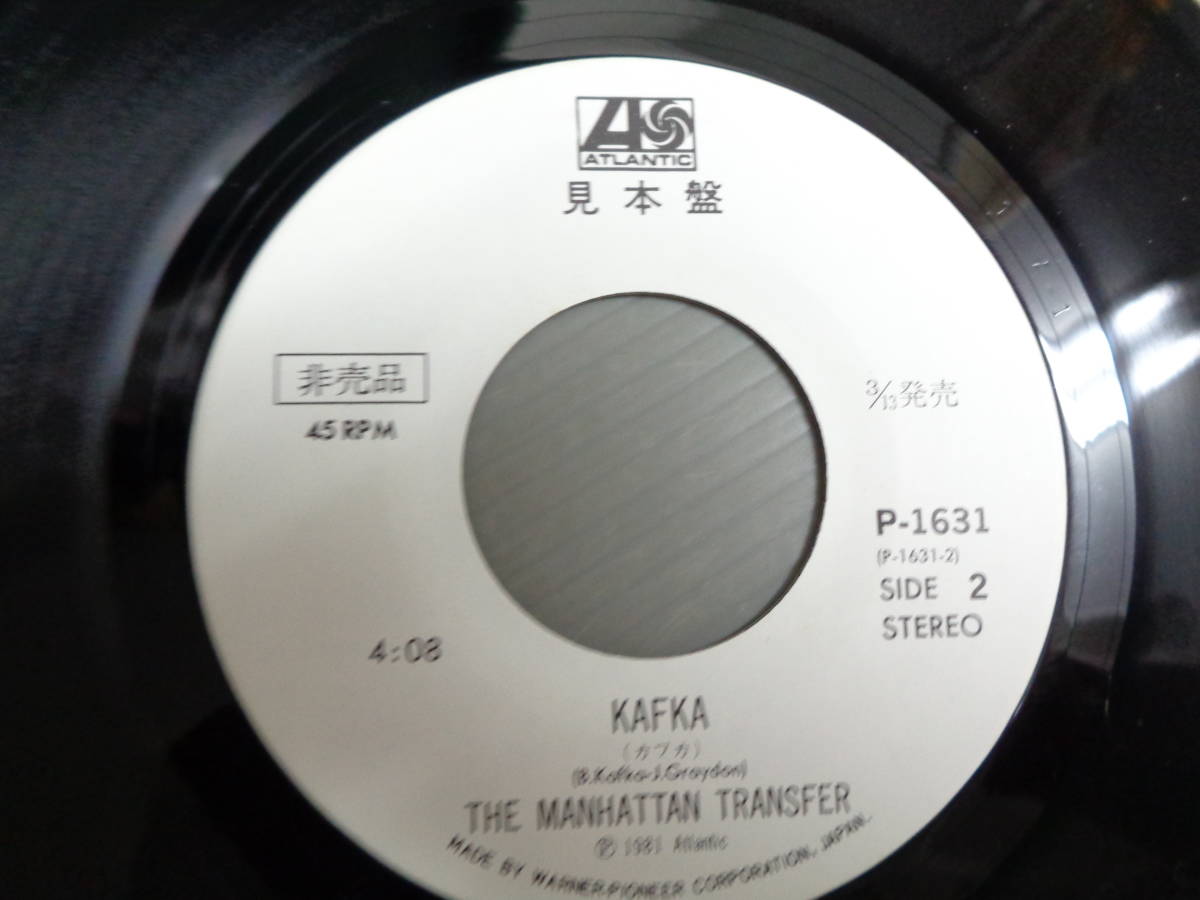 ATLANTIC
見本盤
非売品
45 RPM
3/13発売
P-1631
(P-1631-2)
SIDE 2
STEREO
4:08
KAFKA
(カフカ)
(B.Kafka-J.Graydon)
THE MANHATTAN TRANSFER
Ⓟ 1981 Atlantic
MADE BY WARNER-PIONEER CORPORATION, JAPAN.